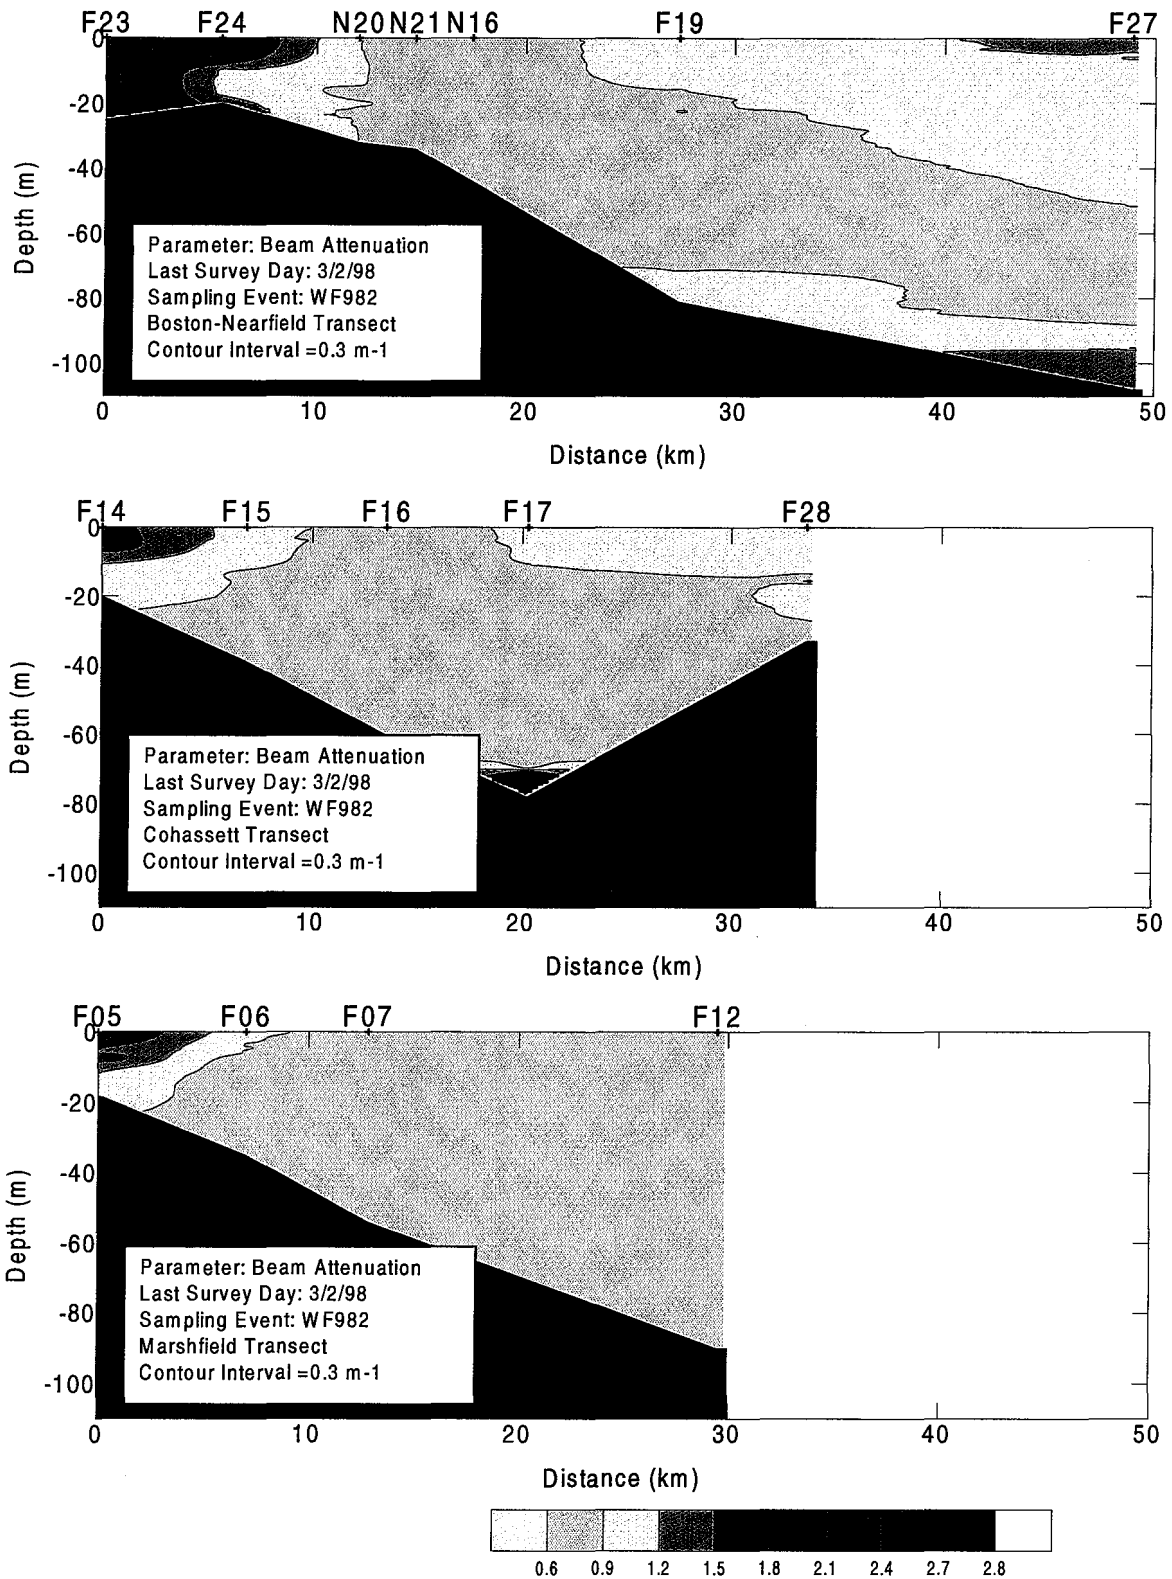 F23 F24 N20 N21 N16 F19 F27
0
-20
-40
-60
-80
-100
Depth (m)
Parameter: Beam Attenuation
Last Survey Day: 3/2/98
Sampling Event: WF982
Boston-Nearfield Transect
Contour Interval =0.3 m-1
0 10 20 30 40 50
Distance (km)
F14 F15 F16 F17 F28
0
-20
-40
-60
-80
-100
Depth (m)
Parameter: Beam Attenuation
Last Survey Day: 3/2/98
Sampling Event: WF982
Cohassett Transect
Contour Interval =0.3 m-1
0 10 20 30 40 50
Distance (km)
F05 F06 F07 F12
0
-20
-40
-60
-80
-100
Depth (m)
Parameter: Beam Attenuation
Last Survey Day: 3/2/98
Sampling Event: WF982
Marshfield Transect
Contour Interval =0.3 m-1
0 10 20 30 40 50
Distance (km)
0.6 0.9 1.2 1.5 1.8 2.1 2.4 2.7 2.8